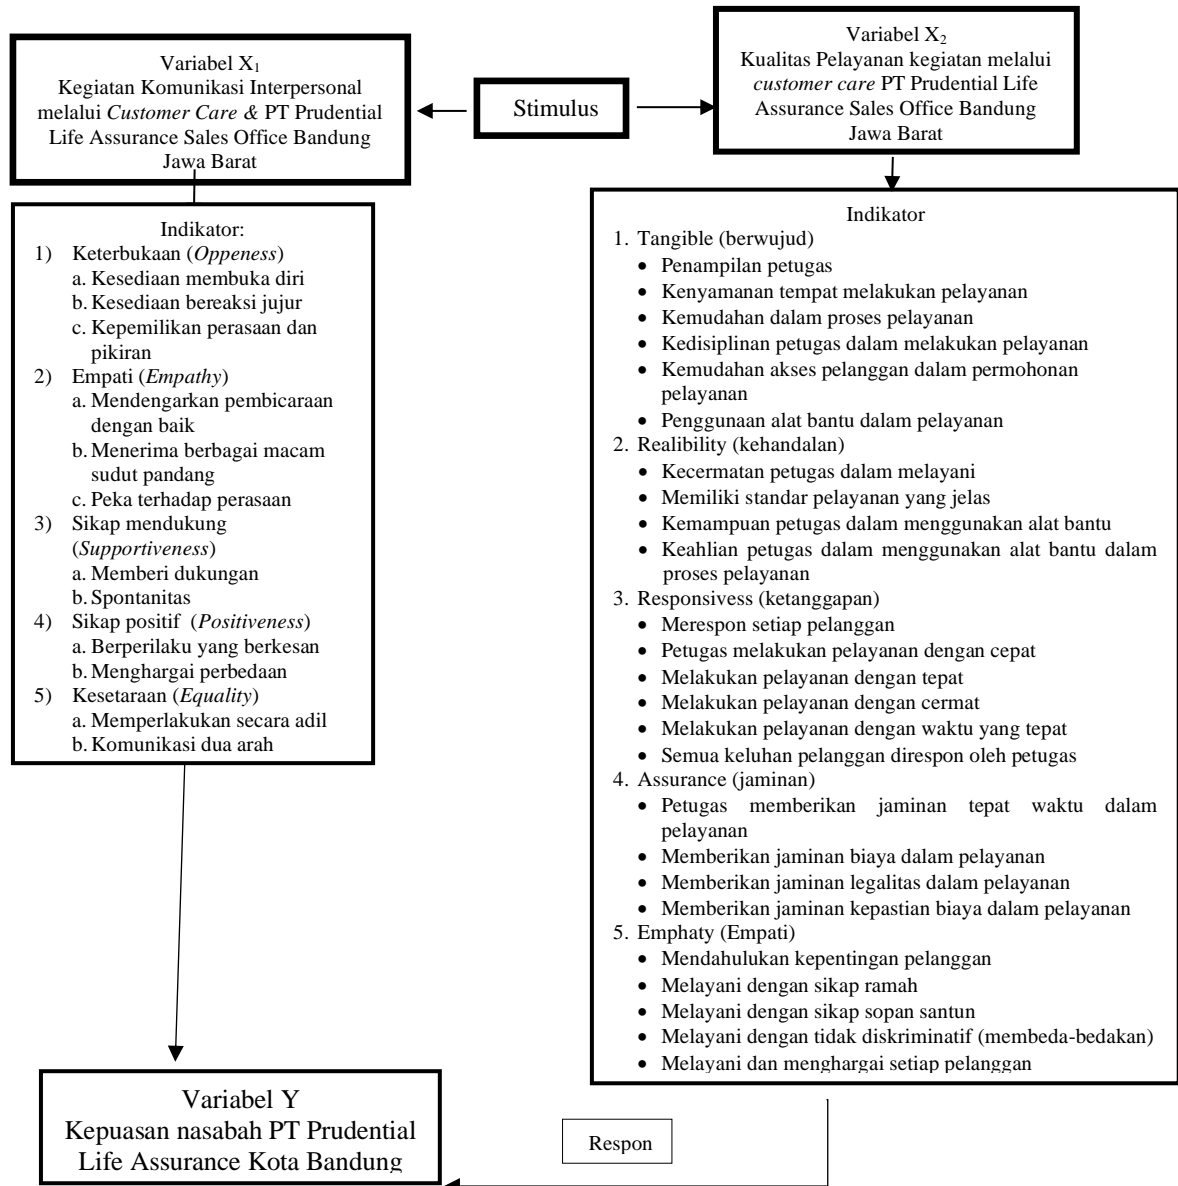 Variabel X₁
Kegiatan Komunikasi Interpersonal
melalui Customer Care & PT Prudential
Life Assurance Sales Office Bandung
Jawa Barat
Stimulus
Variabel X₂
Kualitas Pelayanan kegiatan melalui
customer care PT Prudential Life
Assurance Sales Office Bandung
Jawa Barat
Indikator:
1) Keterbukaan (Oppeness)
a. Kesediaan membuka diri
b. Kesediaan bereaksi jujur
c. Kepemilikan perasaan dan
pikiran
2) Empati (Empathy)
a. Mendengarkan pembicaraan
dengan baik
b. Menerima berbagai macam
sudut pandang
c. Peka terhadap perasaan
3) Sikap mendukung
(Supportiveness)
a. Memberi dukungan
b. Spontanitas
4) Sikap positif (Positiveness)
a. Berperilaku yang berkesan
b. Menghargai perbedaan
5) Kesetaraan (Equality)
a. Memperlakukan secara adil
b. Komunikasi dua arah
Indikator
1. Tangible (berwujud)
• Penampilan petugas
• Kenyamanan tempat melakukan pelayanan
• Kemudahan dalam proses pelayanan
• Kedisiplinan petugas dalam melakukan pelayanan
• Kemudahan akses pelanggan dalam permohonan
pelayanan
• Penggunaan alat bantu dalam pelayanan
2. Realibility (kehandalan)
• Kecermatan petugas dalam melayani
• Memiliki standar pelayanan yang jelas
• Kemampuan petugas dalam menggunakan alat bantu
• Keahlian petugas dalam menggunakan alat bantu dalam
proses pelayanan
3. Responsivess (ketanggapan)
• Merespon setiap pelanggan
• Petugas melakukan pelayanan dengan cepat
• Melakukan pelayanan dengan tepat
• Melakukan pelayanan dengan cermat
• Melakukan pelayanan dengan waktu yang tepat
• Semua keluhan pelanggan direspon oleh petugas
4. Assurance (jaminan)
• Petugas memberikan jaminan tepat waktu dalam
pelayanan
• Memberikan jaminan biaya dalam pelayanan
• Memberikan jaminan legalitas dalam pelayanan
• Memberikan jaminan kepastian biaya dalam pelayanan
5. Emphaty (Empati)
• Mendahulukan kepentingan pelanggan
• Melayani dengan sikap ramah
• Melayani dengan sikap sopan santun
• Melayani dengan tidak diskriminatif (membeda-bedakan)
• Melayani dan menghargai setiap pelanggan
Variabel Y
Kepuasan nasabah PT Prudential
Life Assurance Kota Bandung
Respon